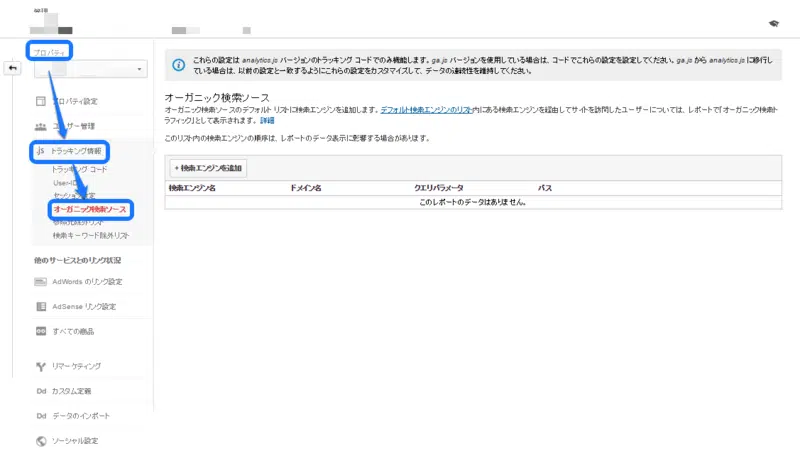 管理
プロパティ
プロパティ設定
ユーザー管理
.js トラッキング情報
トラッキング コード
User-ID
セッション設定
オーガニック検索ソース
参照元除外リスト
検索キーワード除外リスト
他のサービスとのリンク状況
AdWords のリンク設定
AdSense リンク設定
すべての商品
リマーケティング
Dd カスタム定義
Dd データのインポート
ソーシャル設定
これらの設定は analytics.js バージョンのトラッキング コードでのみ機能します。ga.js バージョンを使用している場合は、コードでこれらの設定を設定してください。ga.js から analytics.js に移行し
ている場合は、以前の設定と一致するようにこれらの設定をカスタマイズして、データの連続性を維持してください。
オーガニック検索ソース
オーガニック検索ソースのデフォルト リストに検索エンジンを追加します。デフォルト検索エンジンのリスト内にある検索エンジンを経由してサイトを訪問したユーザーについては、レポートで「オーガニック検索ト
ラフィック」として表示されます。詳細
このリスト内の検索エンジンの順序は、レポートのデータ表示に影響する場合があります。
+ 検索エンジンを追加
検索エンジン名 ドメイン名 クエリパラメータ パス
このレポートのデータはありません。